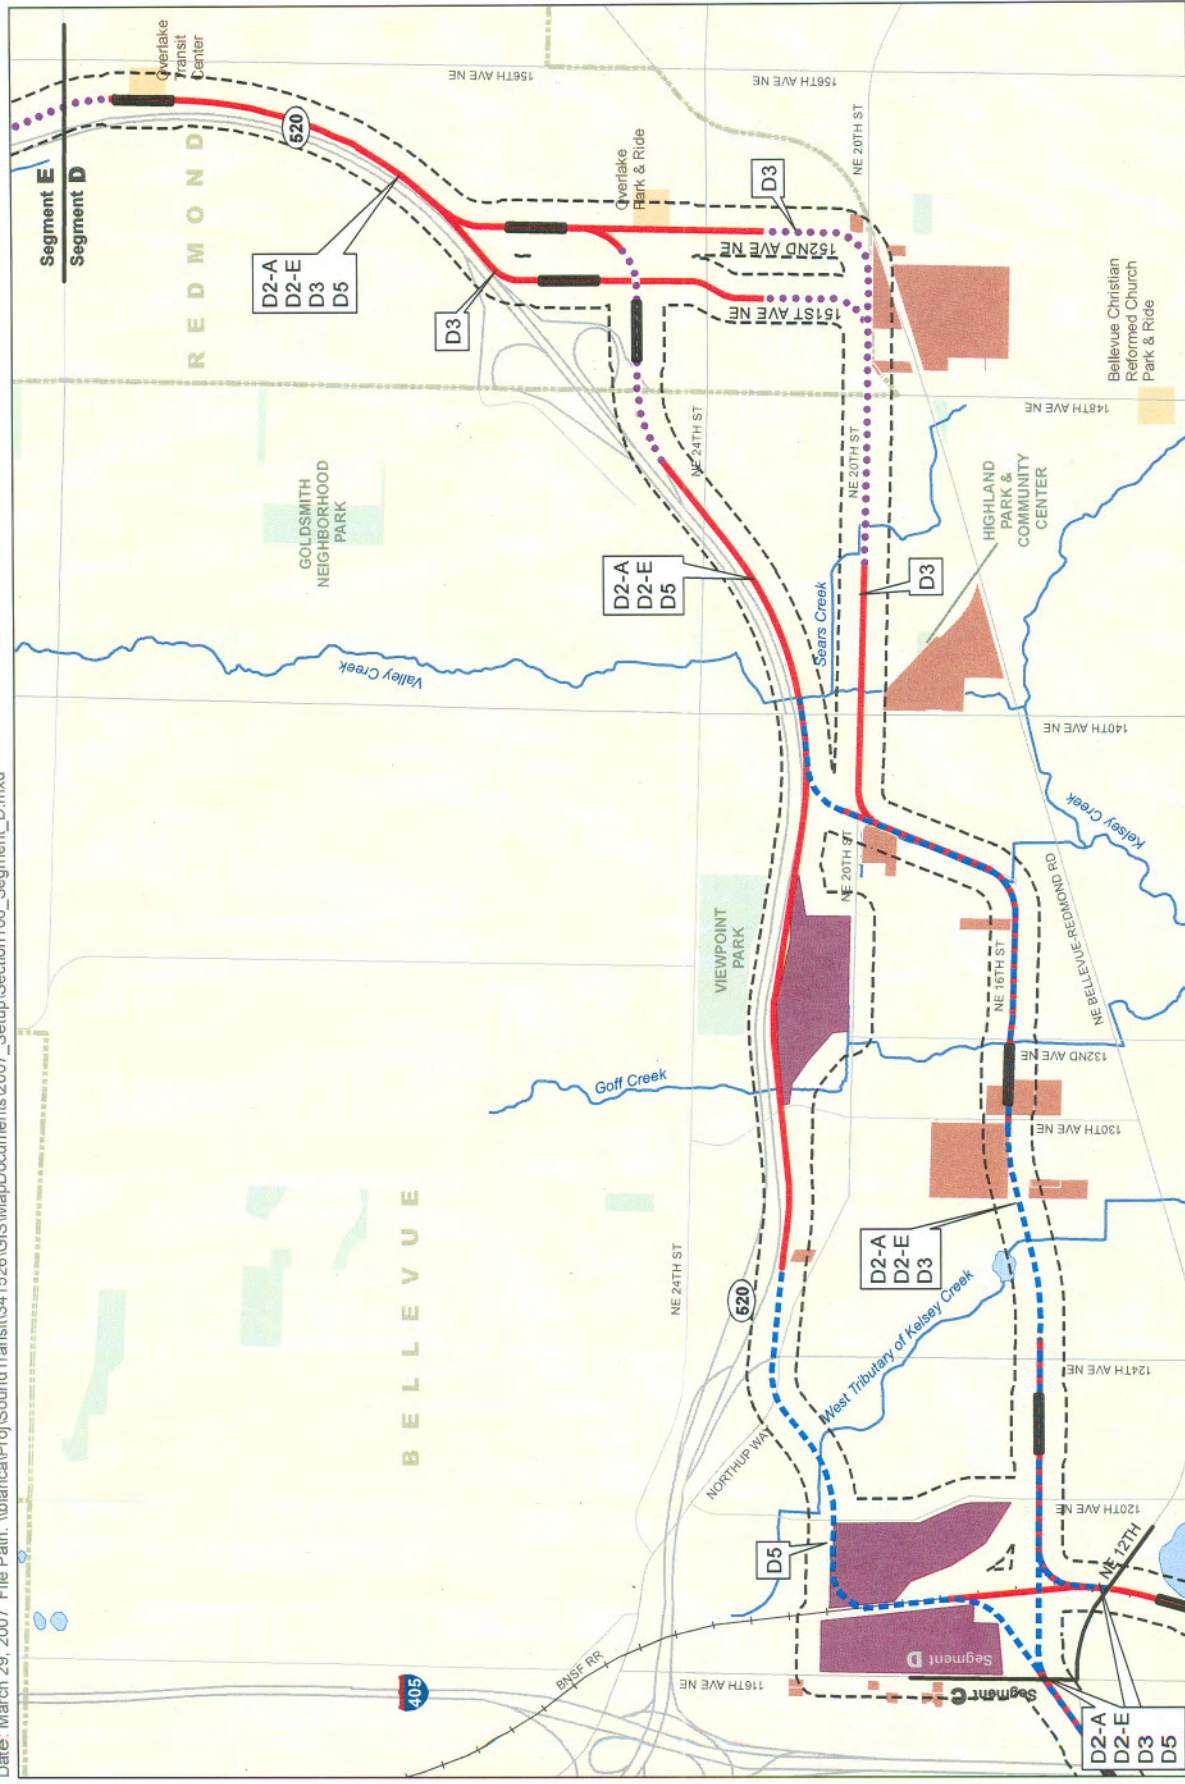 Date: March 29, 2007 File Path:
Segment E
Segment D
Overlake
Transit
Center
156TH AVE NE
156TH AVE NE
520
REDMOND
D2-A
D2-E
D3
D5
D3
Overlake
Park & Ride
D3
NE 20TH ST
152ND AVE NE
151ST AVE NE
Bellevue Christian
Reformed Church
Park & Ride
148TH AVE NE
NE 24TH ST
NE 20TH ST
GOLDSMITH
NEIGHBORHOOD
PARK
HIGHLAND
PARK &
COMMUNITY
CENTER
D2-A
D2-E
D5
D3
Sears Creek
Valley Creek
140TH AVE NE
Kelsey Creek
NE 20TH ST
NE BELLEVUE-REDMOND RD
VIEWPOINT
PARK
NE 16TH ST
132ND AVE NE
Goff Creek
130TH AVE NE
BELLEVUE
NE 24TH ST
520
D2-A
D2-E
D3
West Tributary of Kelsey Creek
124TH AVE NE
NORTHUP WAY
120TH AVE NE
D5
NE 12TH
BNSF RR
405
116TH AVE NE
Segment D
Segment C
D2-A
D2-E
D3
D5